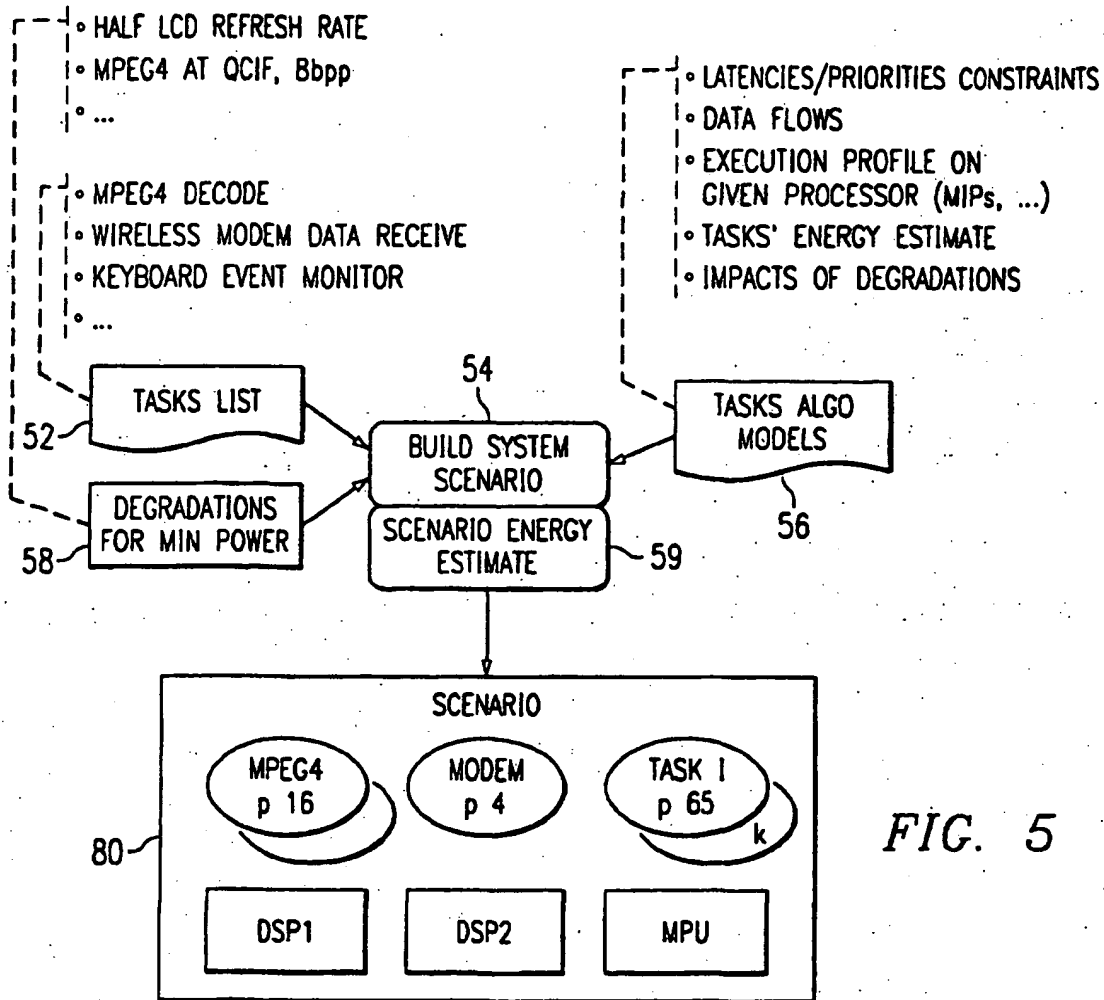 ∘ HALF LCD REFRESH RATE
∘ MPEG4 AT QCIF, 8bpp
∘ ...
∘ MPEG4 DECODE
∘ WIRELESS MODEM DATA RECEIVE
∘ KEYBOARD EVENT MONITOR
∘ ...
∘ LATENCIES/PRIORITIES CONSTRAINTS
∘ DATA FLOWS
∘ EXECUTION PROFILE ON
GIVEN PROCESSOR (MIPs, ...)
∘ TASKS' ENERGY ESTIMATE
∘ IMPACTS OF DEGRADATIONS
TASKS LIST
52
DEGRADATIONS
FOR MIN POWER
58
54
BUILD SYSTEM
SCENARIO
SCENARIO ENERGY
ESTIMATE
59
TASKS ALGO
MODELS
56
SCENARIO
MPEG4
p 16
MODEM
p 4
TASK I
p 65
k
80
DSP1
DSP2
MPU
FIG. 5